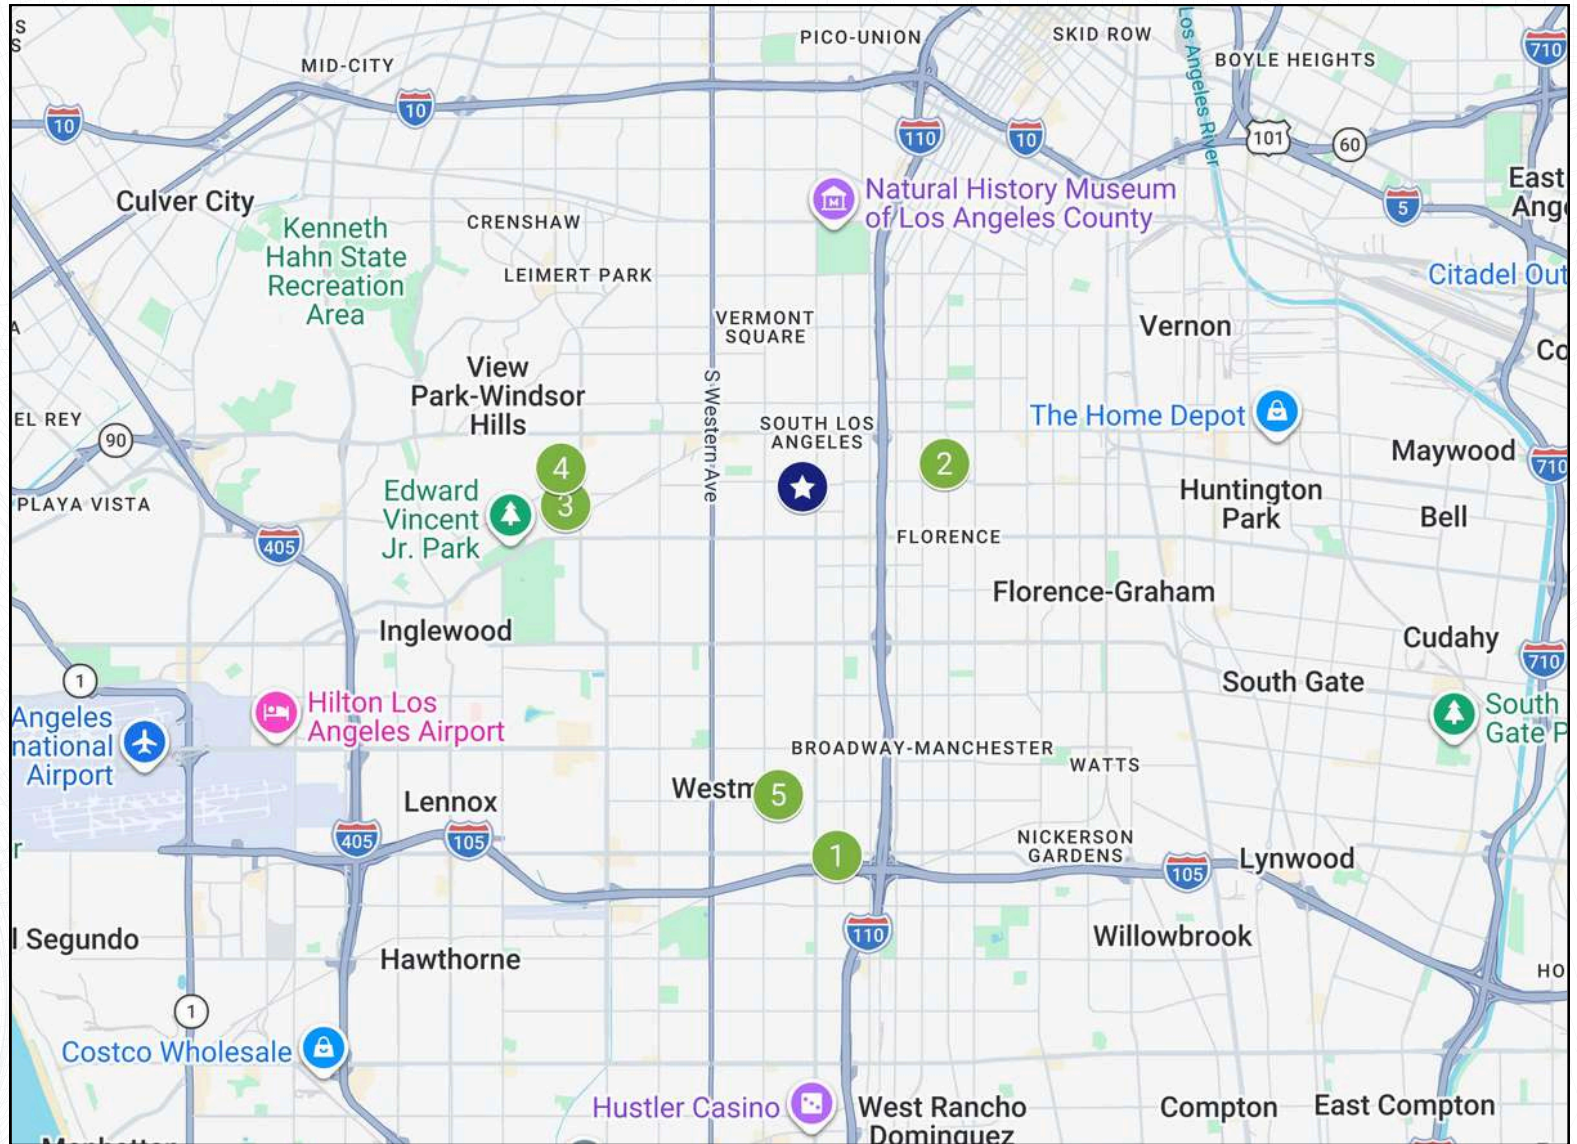 S
S
MID-CITY
PICO-UNION
SKID ROW
BOYLE HEIGHTS
Los Angeles River
710
10
10
110
10
101
60
5
Culver City
Natural History Museum
of Los Angeles County
East
Ang
Kenneth
Hahn State
Recreation
Area
CRENSHAW
LEIMERT PARK
Citadel Out
A
VERMONT
SQUARE
Vernon
Co
View
Park-Windsor
Hills
S Western Ave
EL REY
90
SOUTH LOS
ANGELES
The Home Depot
Maywood
710
4
2
3
PLAYA VISTA
Edward
Vincent
Jr. Park
Huntington
Park
Bell
405
FLORENCE
Florence-Graham
Inglewood
Cudahy
710
1
South Gate
Hilton Los
Angeles Airport
Angeles
national
Airport
South
Gate P
BROADWAY-MANCHESTER
WATTS
Westm
5
Lennox
405
105
r
1
NICKERSON
GARDENS
Lynwood
105
110
l Segundo
Hawthorne
Willowbrook
HO
1
Costco Wholesale
Hustler Casino
West Rancho
Dominguez
Compton
East Compton
Manhattan